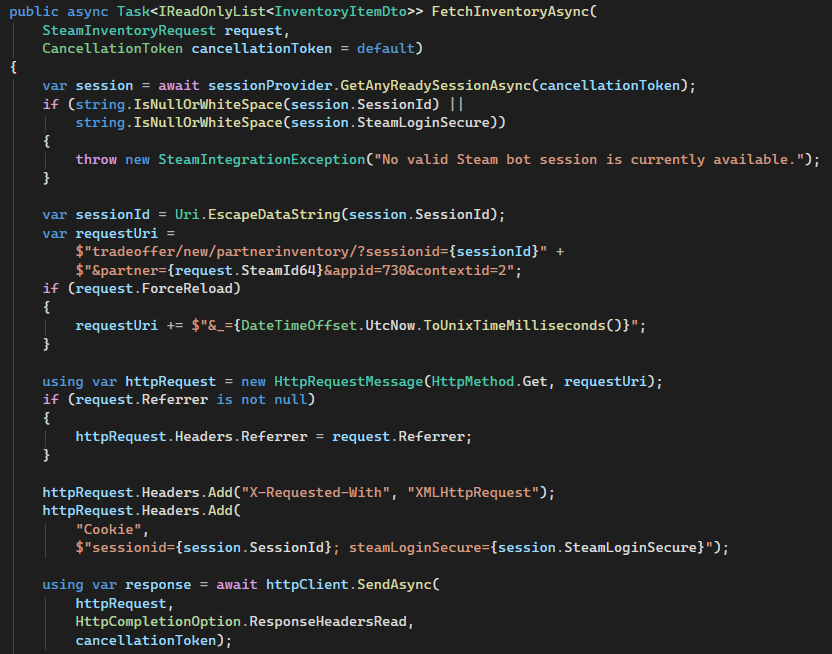 public async Task<IReadOnlyList<InventoryItemDto>> FetchInventoryAsync(
    SteamInventoryRequest request,
    CancellationToken cancellationToken = default)
{
    var session = await sessionProvider.GetAnyReadySessionAsync(cancellationToken);
    if (string.IsNullOrWhiteSpace(session.SessionId) ||
        string.IsNullOrWhiteSpace(session.SteamLoginSecure))
    {
        throw new SteamIntegrationException("No valid Steam bot session is currently available.");
    }

    var sessionId = Uri.EscapeDataString(session.SessionId);
    var requestUri =
        $"tradeoffer/new/partnerinventory/?sessionid={sessionId}" +
        $"&partner={request.SteamId64}&appid=730&contextid=2";
    if (request.ForceReload)
    {
        requestUri += $"&_={DateTimeOffset.UtcNow.ToUnixTimeMilliseconds()}";
    }

    using var httpRequest = new HttpRequestMessage(HttpMethod.Get, requestUri);
    if (request.Referrer is not null)
    {
        httpRequest.Headers.Referrer = request.Referrer;
    }

    httpRequest.Headers.Add("X-Requested-With", "XMLHttpRequest");
    httpRequest.Headers.Add(
        "Cookie",
        $"sessionid={session.SessionId}; steamLoginSecure={session.SteamLoginSecure}");

    using var response = await httpClient.SendAsync(
        httpRequest,
        HttpCompletionOption.ResponseHeadersRead,
        cancellationToken);